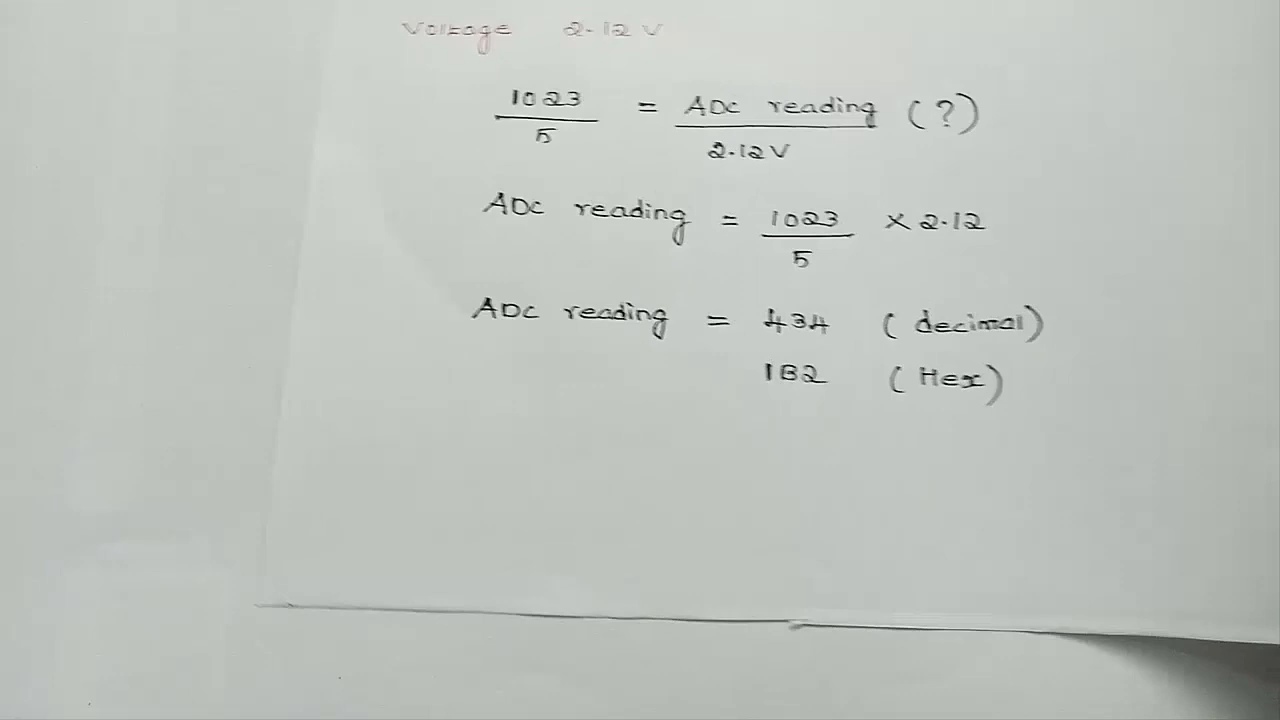 Voltage 2.12 V
1023 / 5 = ADC reading / 2.12V (?)
ADC reading = 1023 / 5 × 2.12
ADC reading = 434 (decimal)
1B2 (Hex)